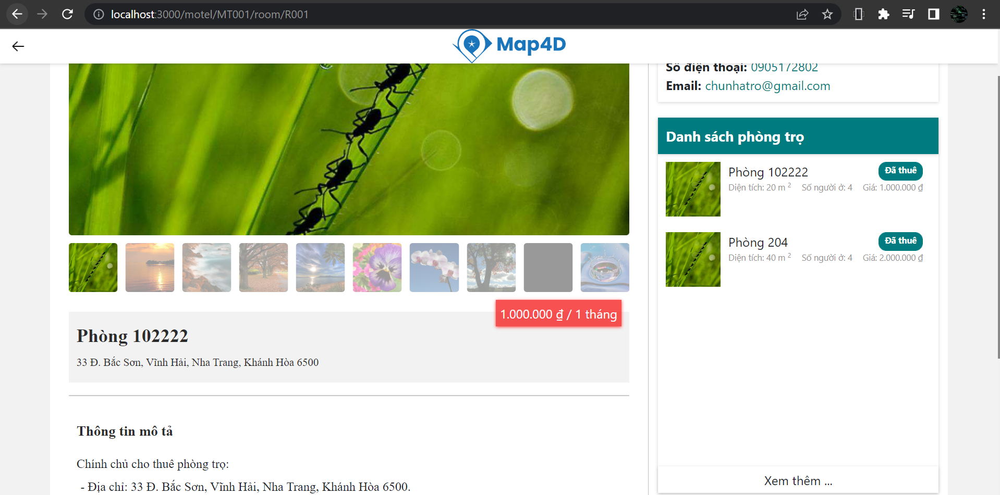 localhost:3000/motel/MT001/room/R001
Map4D
Số điện thoại: 0905172802
Email: chunhatro@gmail.com
Danh sách phòng trọ
Phòng 102222
Đã thuê
Diện tích: 20 m 2 Số người ở: 4 Giá: 1.000.000 ₫
Phòng 204
Đã thuê
Diện tích: 40 m 2 Số người ở: 4 Giá: 2.000.000 ₫
Xem thêm ...
1.000.000 ₫ / 1 tháng
Phòng 102222
33 Đ. Bắc Sơn, Vĩnh Hải, Nha Trang, Khánh Hòa 6500
Thông tin mô tả
Chính chủ cho thuê phòng trọ:
- Địa chỉ: 33 Đ. Bắc Sơn, Vĩnh Hải, Nha Trang, Khánh Hòa 6500.